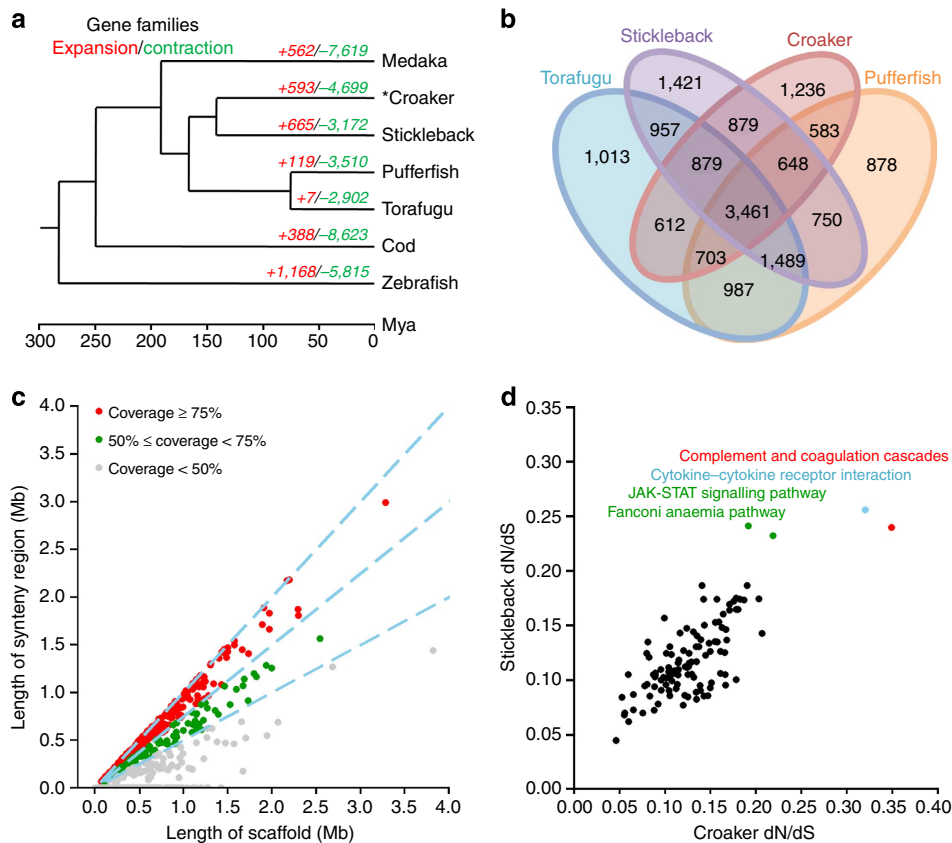 a
Gene families
Expansion/contraction
+562/−7,619
Medaka
+593/−4,699
*Croaker
+665/−3,172
Stickleback
+119/−3,510
Pufferfish
+7/−2,902
Torafugu
+388/−8,623
Cod
+1,168/−5,815
Zebrafish
Mya
300 250 200 150 100 50 0
b
Stickleback
Croaker
Torafugu
Pufferfish
1,421
1,236
957
879
583
1,013
879
648
878
612
3,461
750
703
1,489
987
c
4.0
3.5
3.0
2.5
2.0
1.5
1.0
0.5
0.0
Length of synteny region (Mb)
Coverage ≥ 75%
50% ≤ coverage < 75%
Coverage < 50%
0.0 0.5 1.0 1.5 2.0 2.5 3.0 3.5 4.0
Length of scaffold (Mb)
d
0.35
0.30
0.25
0.20
0.15
0.10
0.05
0.00
Stickleback dN/dS
Complement and coagulation cascades
Cytokine–cytokine receptor interaction
JAK-STAT signalling pathway
Fanconi anaemia pathway
0.00 0.05 0.10 0.15 0.20 0.25 0.30 0.35 0.40
Croaker dN/dS